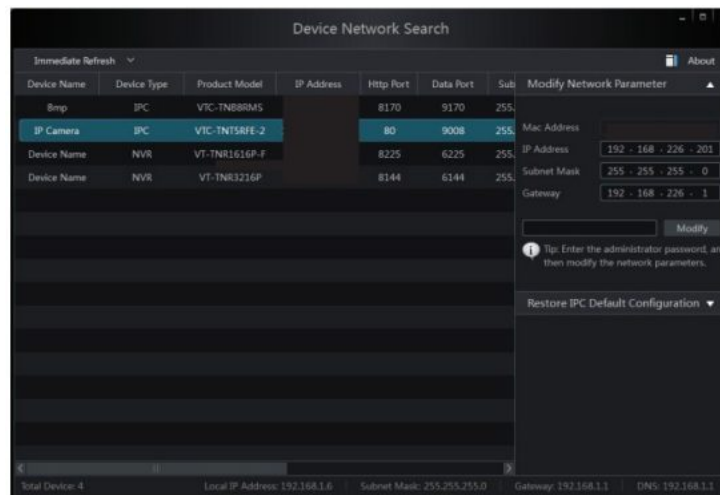 Device Network Search
Immediate Refresh
About
Device Name Device Type Product Model IP Address Http Port Data Port Sub
8mp IPC VTC-TNB8RMS 8170 9170 255.
IP Camera IPC VTC-TNT5RFE-2 80 9008 255.
Device Name NVR VT-TNR1616P-F 8225 6225 255.
Device Name NVR VT-TNR3216P 8144 6144 255.
Modify Network Parameter
Mac Address
IP Address 192 . 168 . 226 . 201
Subnet Mask 255 . 255 . 255 . 0
Gateway 192 . 168 . 226 . 1
Modify
Tip: Enter the administrator password, an
then modify the network parameters.
Restore IPC Default Configuration
Total Device: 4 Local IP Address: 192.168.1.6 Subnet Mask: 255.255.255.0 Gateway: 192.168.1.1 DNS: 192.168.1.1